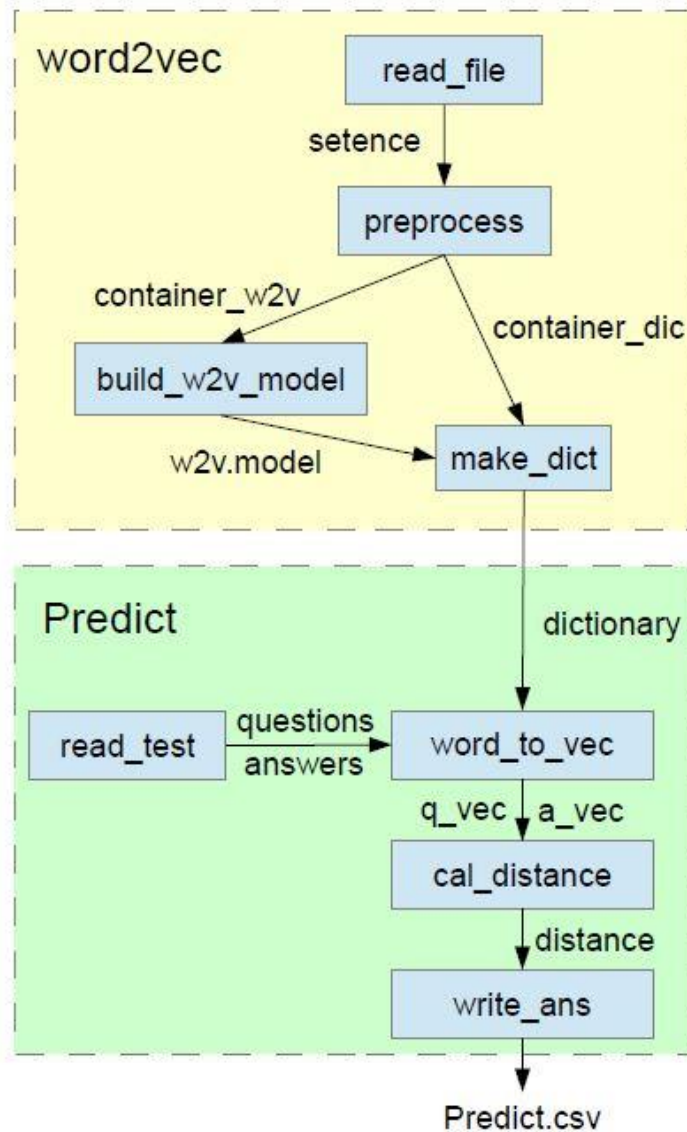 word2vec
read_file
setence
preprocess
container_w2v
container_dic
build_w2v_model
w2v.model
make_dict
Predict
dictionary
read_test
questions
answers
word_to_vec
q_vec a_vec
cal_distance
distance
write_ans
Predict.csv